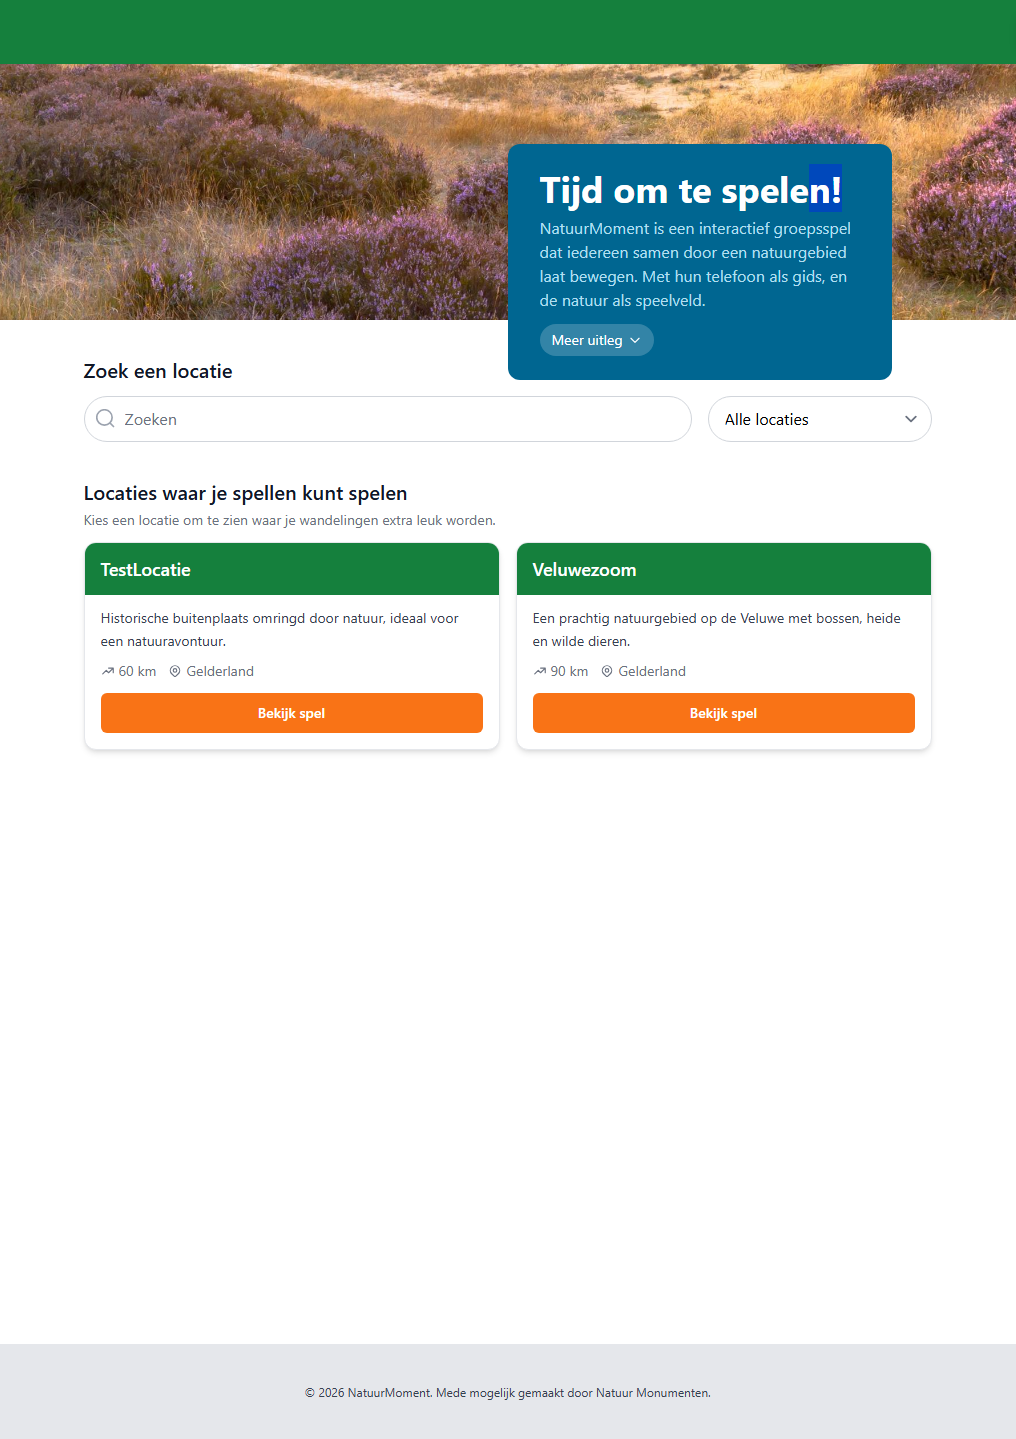 Tijd om te spelen!
NatuurMoment is een interactief groepsspel
dat iedereen samen door een natuurgebied
laat bewegen. Met hun telefoon als gids, en
de natuur als speelveld.
Meer uitleg
Zoek een locatie
Zoeken
Alle locaties
Locaties waar je spellen kunt spelen
Kies een locatie om te zien waar je wandelingen extra leuk worden.
TestLocatie
Historische buitenplaats omringd door natuur, ideaal voor
een natuuravontuur.
60 km Gelderland
Bekijk spel
Veluwezoom
Een prachtig natuurgebied op de Veluwe met bossen, heide
en wilde dieren.
90 km Gelderland
Bekijk spel
© 2026 NatuurMoment. Mede mogelijk gemaakt door Natuur Monumenten.